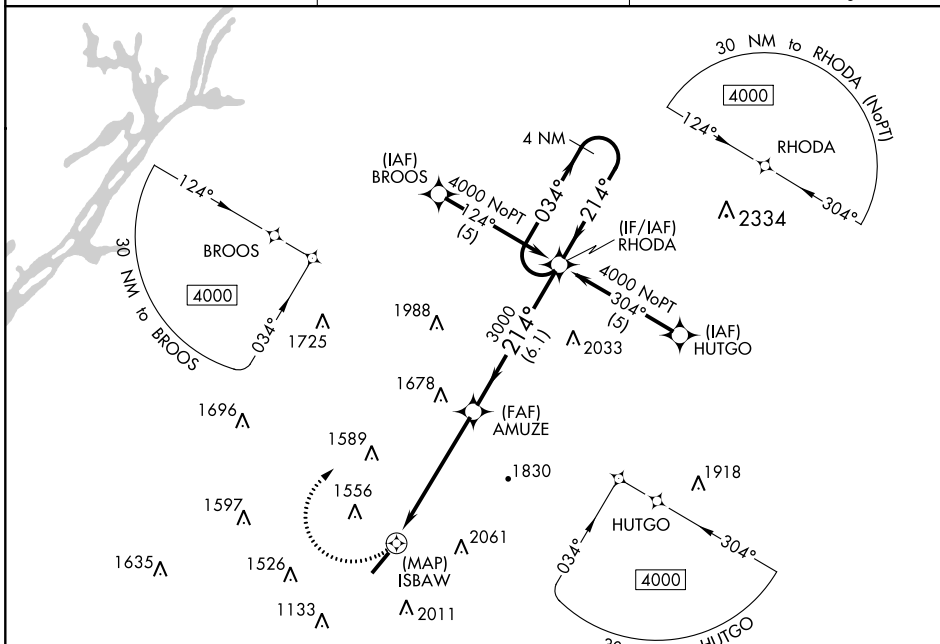 30 NM to RHODA (NoPT)
4000
124°
RHODA
304°
2334
4 NM
(IAF)
BROOS
4000 NoPT
124°
(5)
034°
214°
(IF/IAF)
RHODA
4000 NoPT
304°
(5)
(IAF)
HUTGO
124°
BROOS
4000
034°
30 NM to BROOS
1725
1988
3000
214°
(6.1)
2033
1678
(FAF)
AMUZE
1696
1589
1830
1556
1597
1918
HUTGO
304°
034°
4000
HUTGO
2061
(MAP)
ISBAW
1635
1526
1133
2011